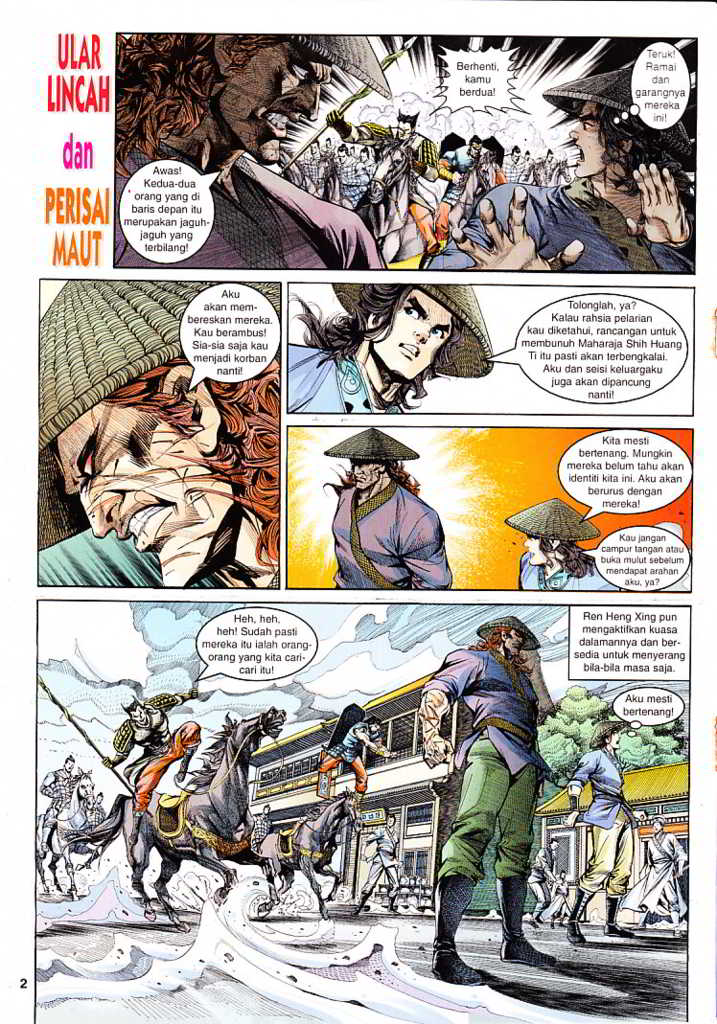 ULAR
LINCAH
dan
PERISAI
MAUT
Awas!
Kedua-dua
orang yang di
baris depan itu
merupakan jaguh-
jaguh yang
terbilang!
Berhenti,
kamu
berdua!
Teruk!
Ramai
dan
garangnya
mereka
ini!
Aku
akan mem-
bereskan mereka.
Kau berambus!
Sia-sia saja kau
menjadi korban
nanti!
Tolonglah, ya?
Kalau rahsia pelarian
kau diketahui, rancangan untuk
membunuh Maharaja Shih Huang
Ti itu pasti akan terbengkalai.
Aku dan seisi keluargaku
juga akan dipancung
nanti!
Kita mesti
bertenang. Mungkin
mereka belum tahu akan
identiti kita ini. Aku akan
berurus dengan
mereka!
Kau jangan
campur tangan atau
buka mulut sebelum
mendapat arahan
aku, ya?
Heh, heh,
heh! Sudah pasti
mereka itu ialah orang-
orang yang kita cari-
cari itu!
Ren Heng Xing pun
mengaktifkan kuasa
dalamannya dan ber-
sedia untuk menyerang
bila-bila masa saja.
Aku mesti
bertenang!
2